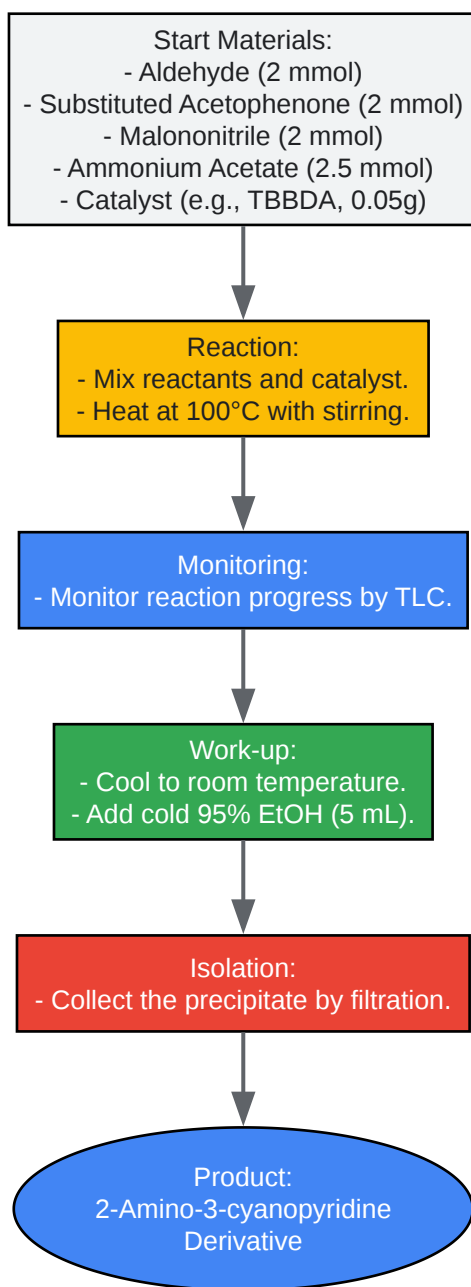 Start Materials:
- Aldehyde (2 mmol)
- Substituted Acetophenone (2 mmol)
- Malononitrile (2 mmol)
- Ammonium Acetate (2.5 mmol)
- Catalyst (e.g., TBBDA, 0.05g)
Reaction:
- Mix reactants and catalyst.
- Heat at 100°C with stirring.
Monitoring:
- Monitor reaction progress by TLC.
Work-up:
- Cool to room temperature.
- Add cold 95% EtOH (5 mL).
Isolation:
- Collect the precipitate by filtration.
Product:
2-Amino-3-cyanopyridine
Derivative